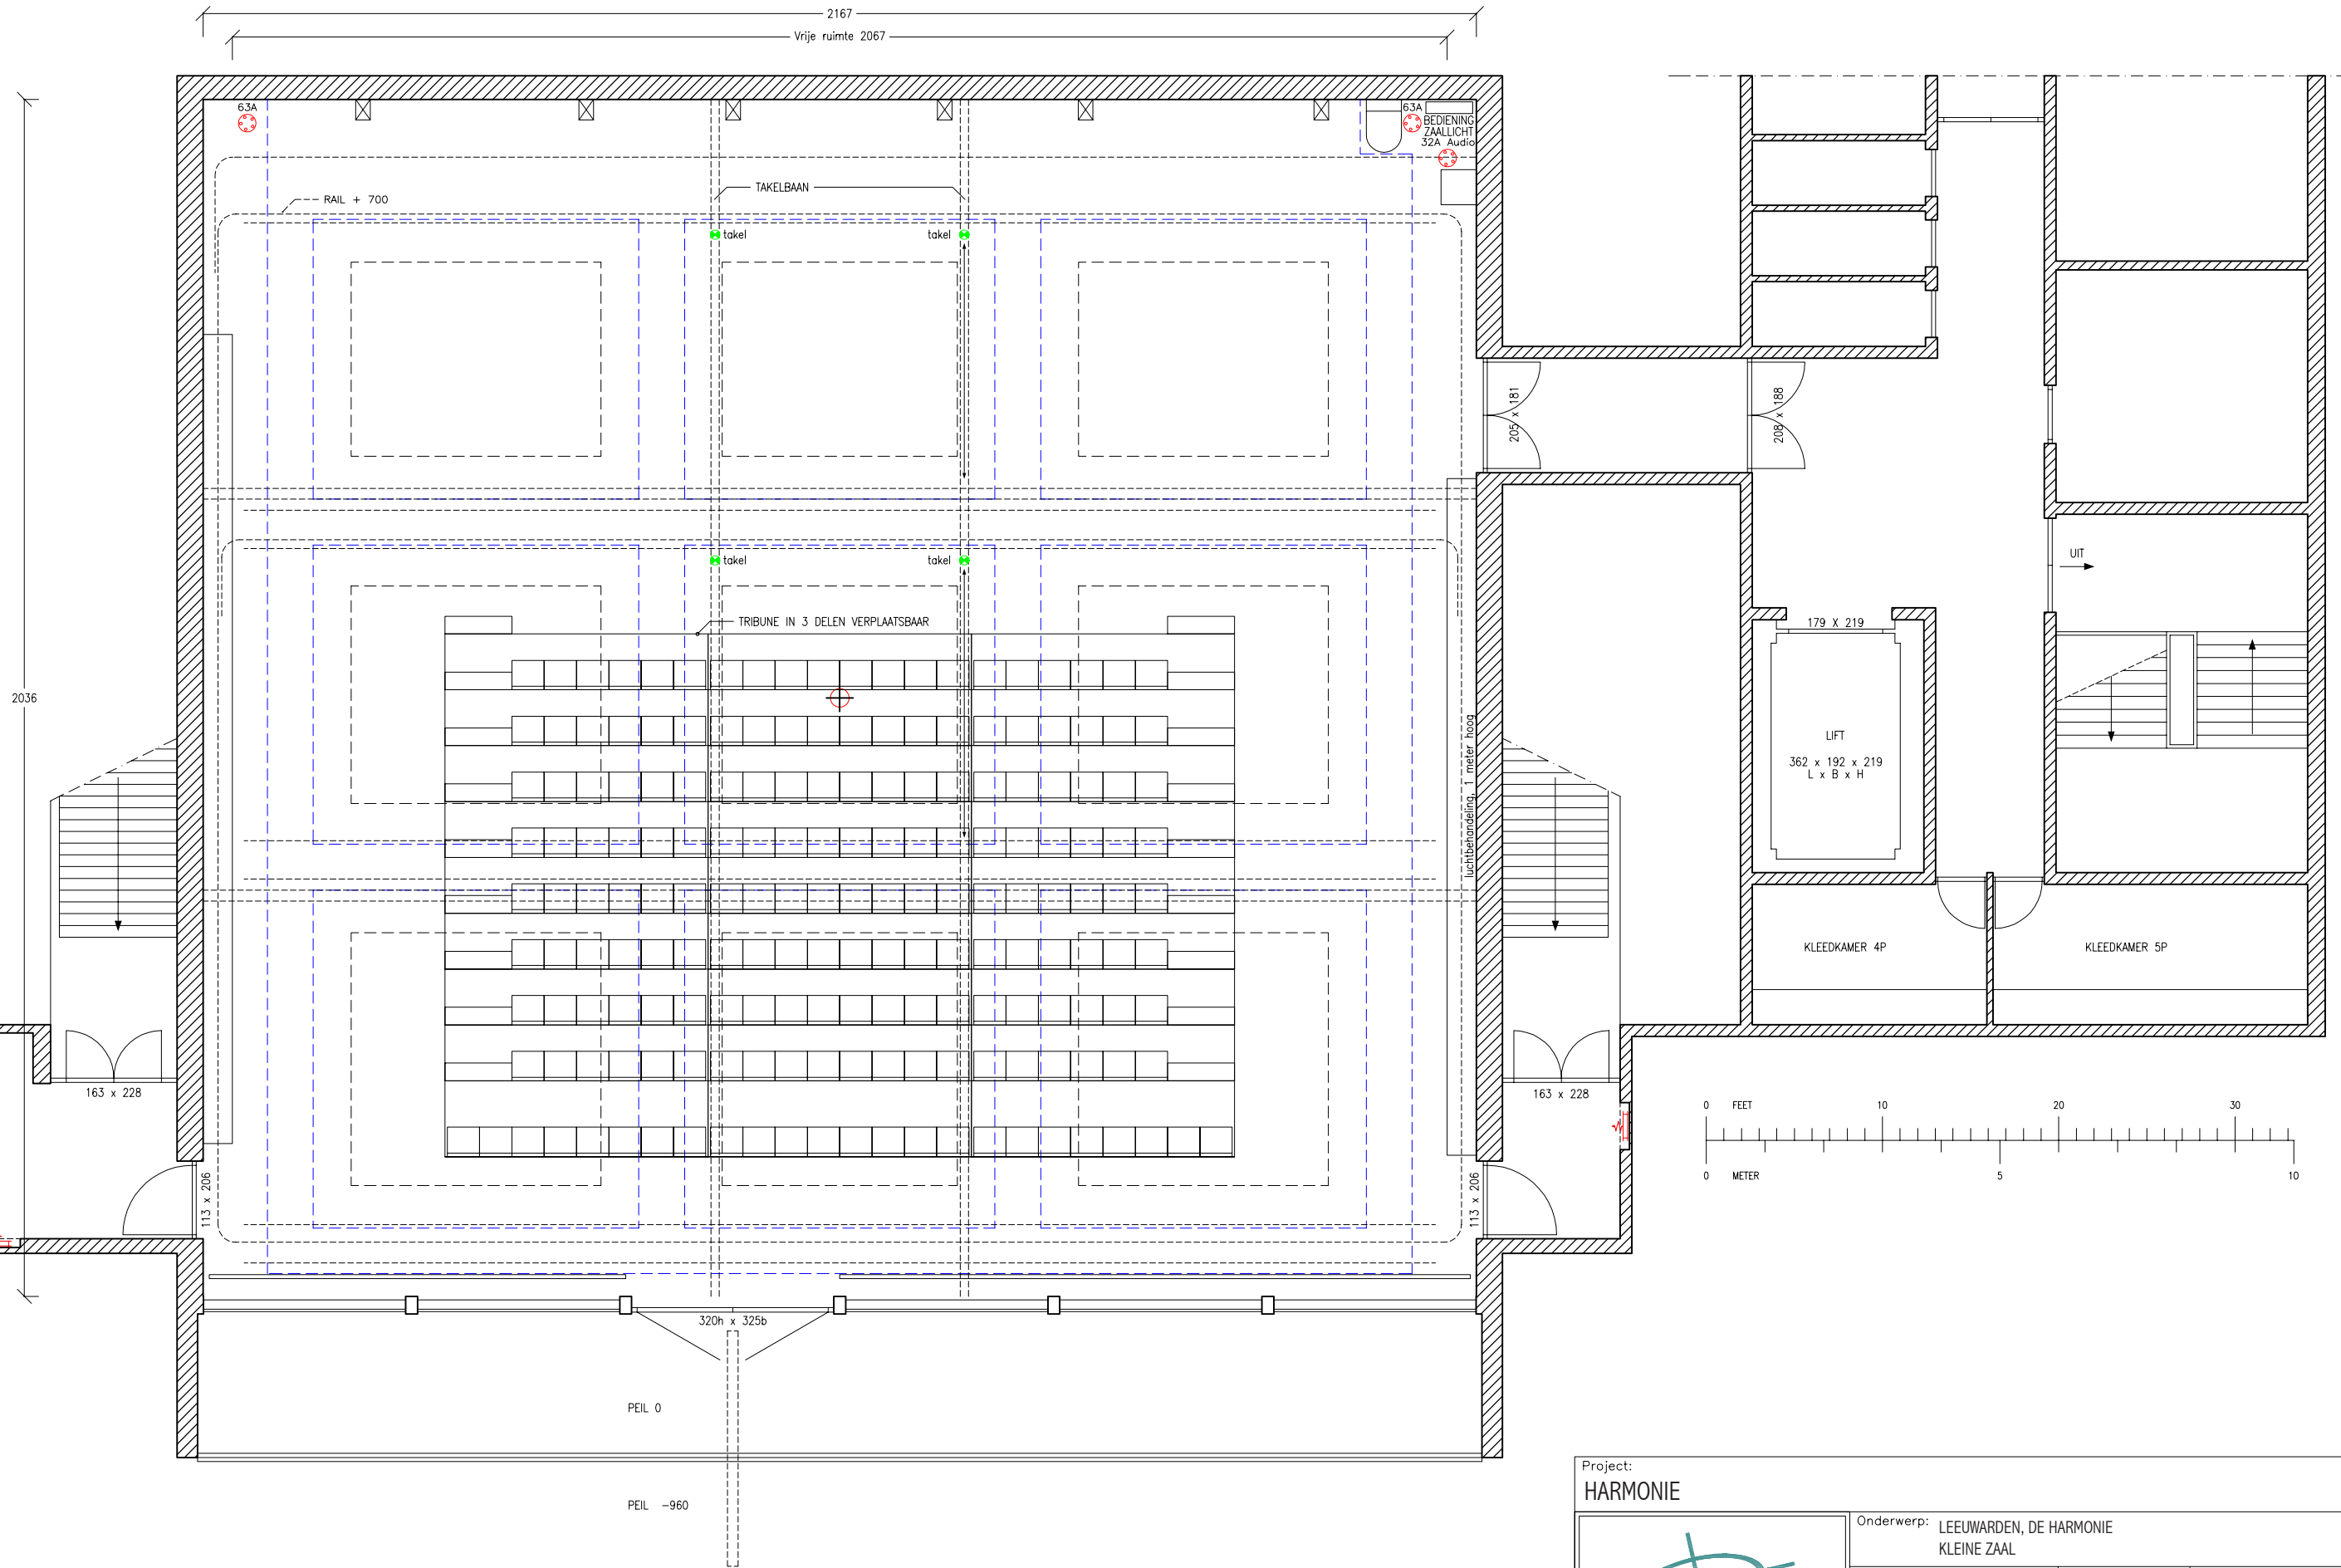 2167
Vrije ruimte 2067
63A
63A
BEDIENING
ZAALLICHT
32A Audio
TAKELBAAN
RAIL + 700
takel
takel
205 x 181
208 x 188
takel
takel
UIT
TRIBUNE IN 3 DELEN VERPLAATSBAAR
179 X 219
2036
luchtbehandeling, 1 meter hoog
LIFT
362 x 192 x 219
L x B x H
KLEEDKAMER 4P
KLEEDKAMER 5P
163 x 228
163 x 228
0 FEET 10 20 30
0 METER 5 10
113 x 206
113 x 206
320h x 325b
PEIL 0
PEIL -960
Project:
HARMONIE
Onderwerp: LEEUWARDEN, DE HARMONIE
KLEINE ZAAL